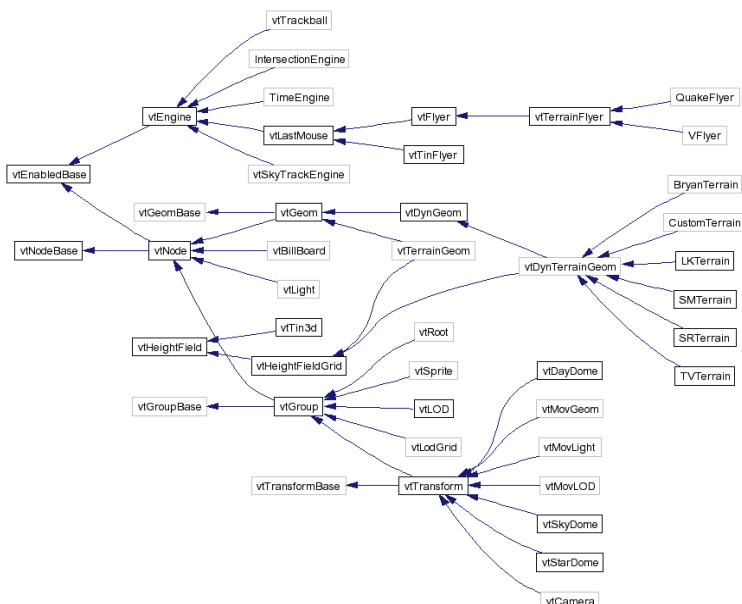 vtTrackball
IntersectionEngine
TimeEngine
QuakeFlyer
vtEngine
vtFlyer
vtTerrainFlyer
vtLastMouse
VFlyer
vtTinFlyer
vtEnabledBase
vtSkyTrackEngine
BryanTerrain
vtGeomBase
vtGeom
vtDynGeom
CustomTerrain
vtNodeBase
vtNode
vtBillBoard
vtTerrainGeom
LKTerrain
vtDynTerrainGeom
vtLight
SMTerrain
vtTin3d
vtRoot
SRTerrain
vtHeightField
vtHeightFieldGrid
vtDayDome
TVTerrain
vtSprite
vtGroupBase
vtGroup
vtLOD
vtMovGeom
vtLodGrid
vtMovLight
vtTransformBase
vtTransform
vtMovLOD
vtSkyDome
vtStarDome
vtCamera